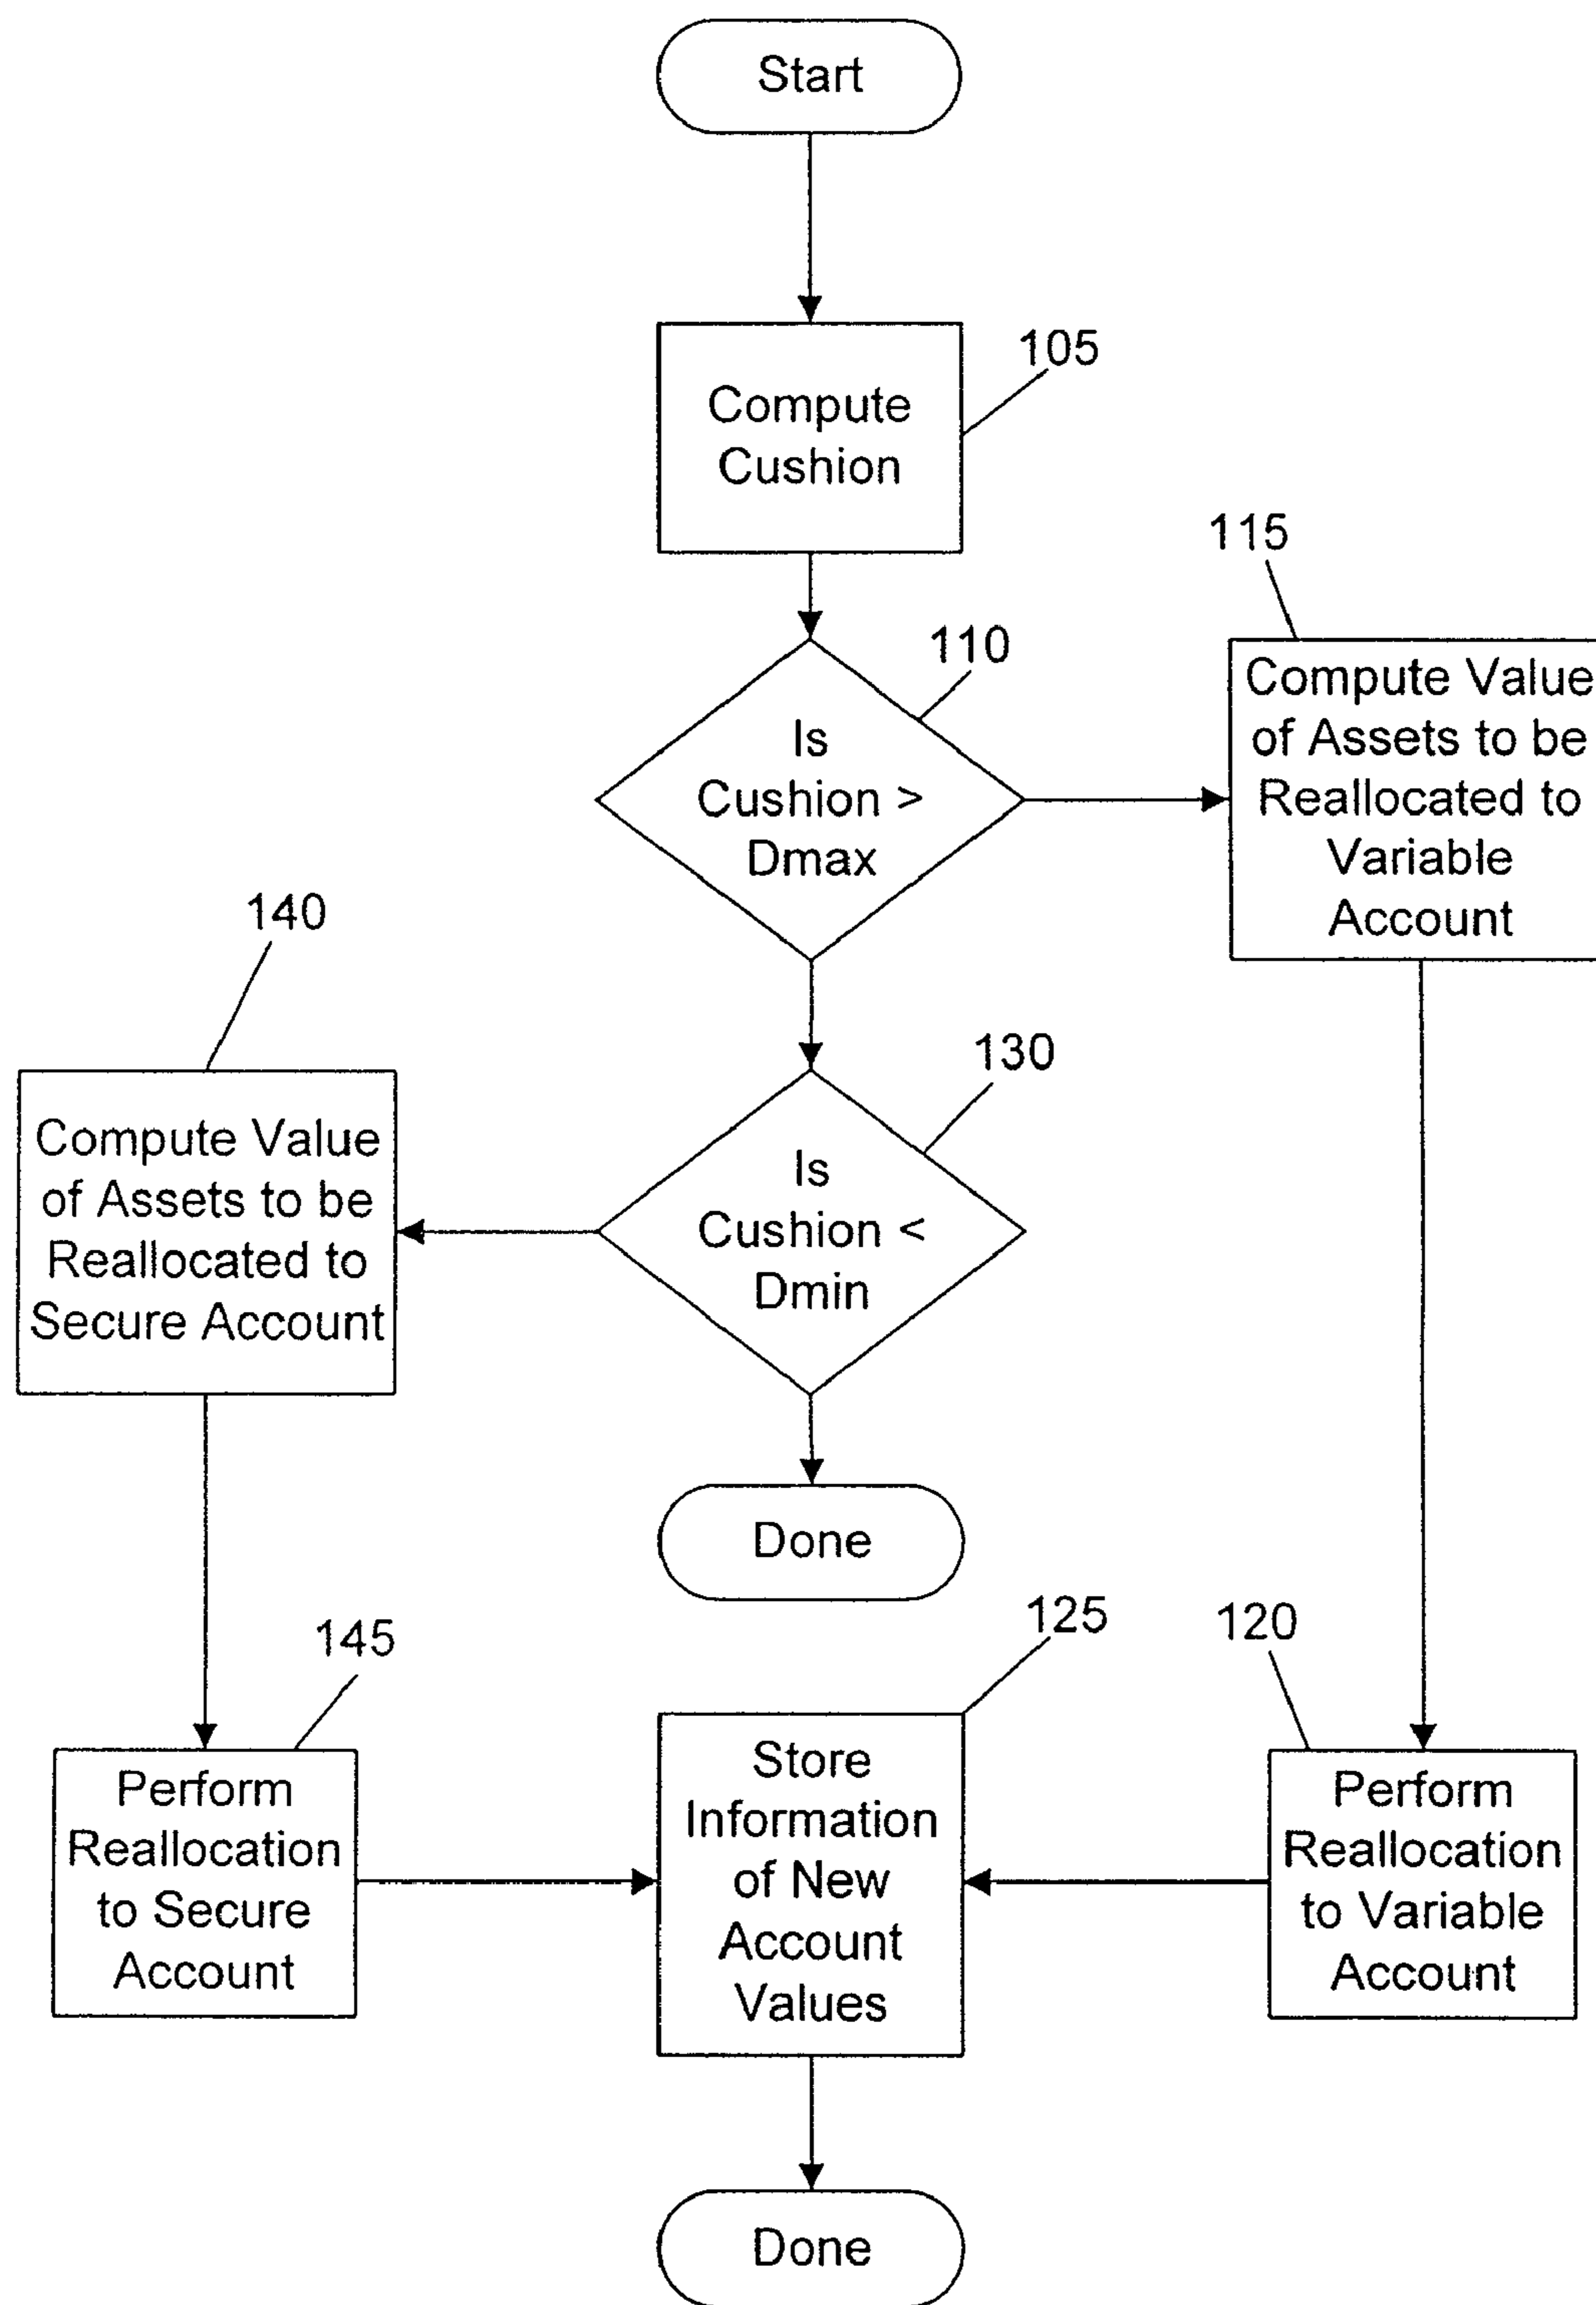 Start
105
Compute
Cushion
115
110
Is
Cushion >
Dmax
Compute Value
of Assets to be
Reallocated to
Variable
Account
140
130
Compute Value
of Assets to be
Reallocated to
Secure Account
Is
Cushion <
Dmin
Done
145
125
120
Perform
Reallocation
to Secure
Account
Store
Information
of New
Account
Values
Perform
Reallocation
to Variable
Account
Done